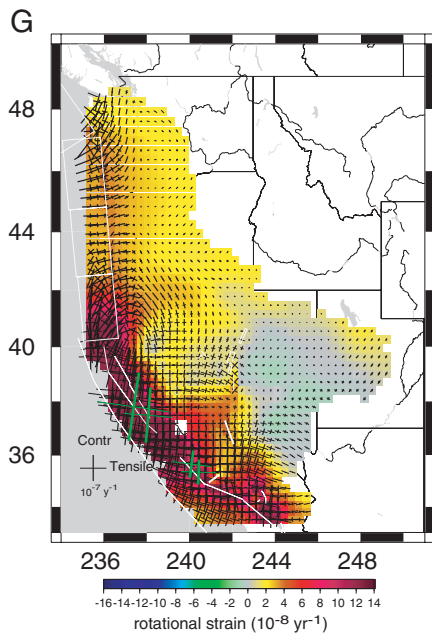 G
48
44
40
36
Contr
Tensile
10-7 y-1
236 240 244 248
-16 -14 -12 -10 -8 -6 -4 -2 0 2 4 6 8 10 12 14
rotational strain (10-8 yr-1)